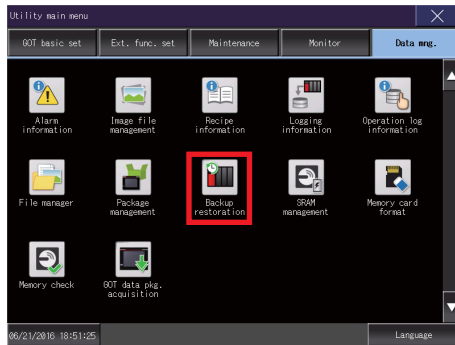 Utility main menu
GOT basic set
Ext. func. set
Maintenance
Monitor
Data mng.
Alarm
information
Image file
management
Recipe
information
Logging
information
Operation log
information
File manager
Package
management
Backup
restoration
SRAM
management
Memory card
format
Memory check
GOT data pkg.
acquisition
06/21/2016 18:51:25
Language